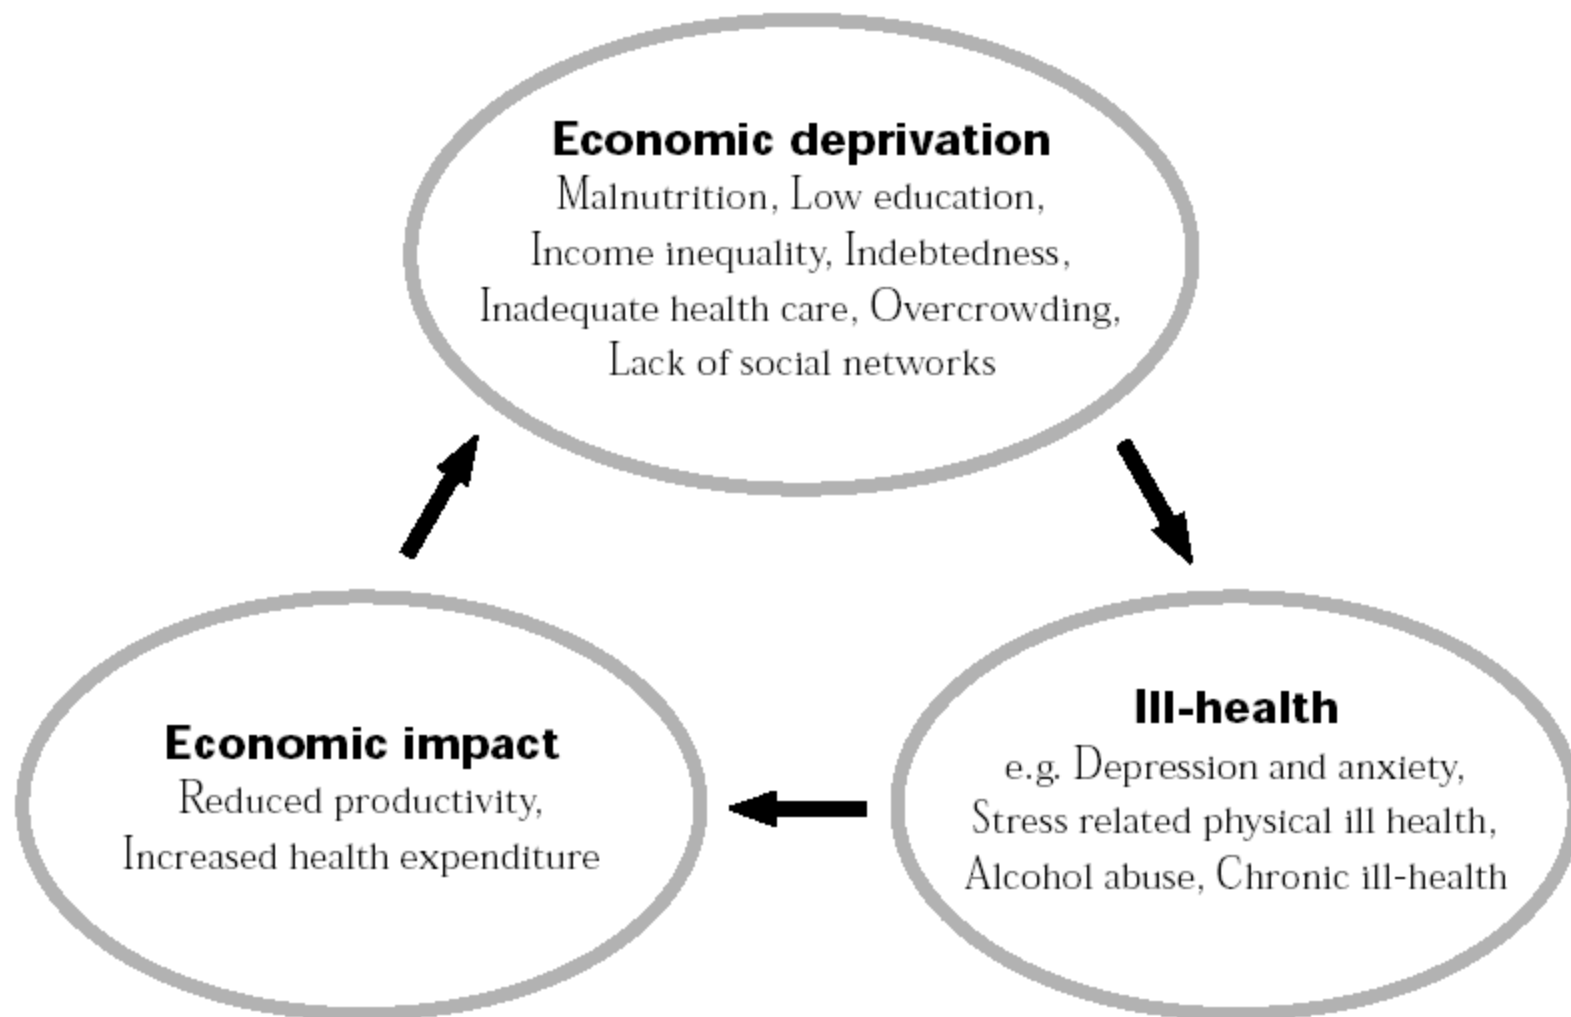 Economic deprivation
Malnutrition, Low education,
Income inequality, Indebtedness,
Inadequate health care, Overcrowding,
Lack of social networks
Economic impact
Reduced productivity,
Increased health expenditure
Ill-health
e.g. Depression and anxiety,
Stress related physical ill health,
Alcohol abuse, Chronic ill-health